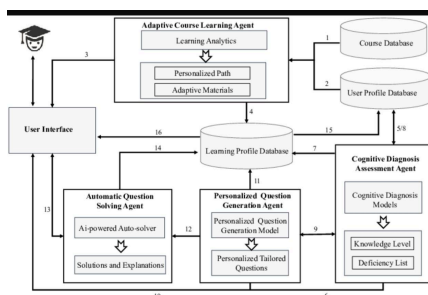 Adaptive Course Learning Agent
Learning Analytics
Personalized Path
Adaptive Materials
Course Database
User Profile Database
1
2
3
4
5/8
User Interface
16
15
Learning Profile Database
14
7
11
13
Cognitive Diagnosis
Assessment Agent
Cognitive Diagnosis
Models
Knowledge Level
Deficiency List
Automatic Question
Solving Agent
Ai-powered Auto-solver
Solutions and Explanations
12
Personalized Question
Generation Agent
Personalized Question
Generation Model
Personalized Tailored
Questions
9